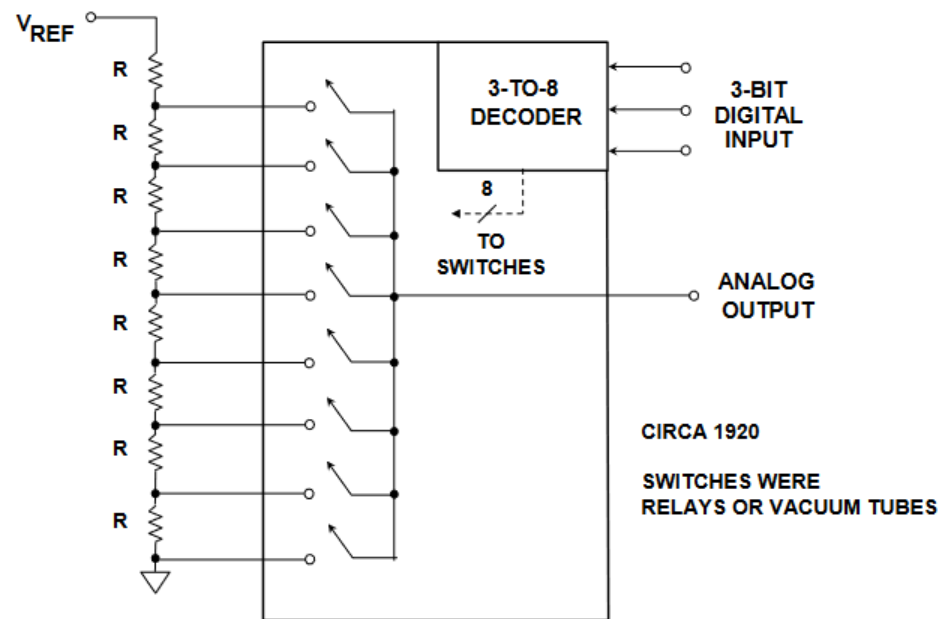 VREF
R
R
R
R
R
R
R
R
3-TO-8
DECODER
8
TO
SWITCHES
3-BIT
DIGITAL
INPUT
ANALOG
OUTPUT
CIRCA 1920
SWITCHES WERE
RELAYS OR VACUUM TUBES